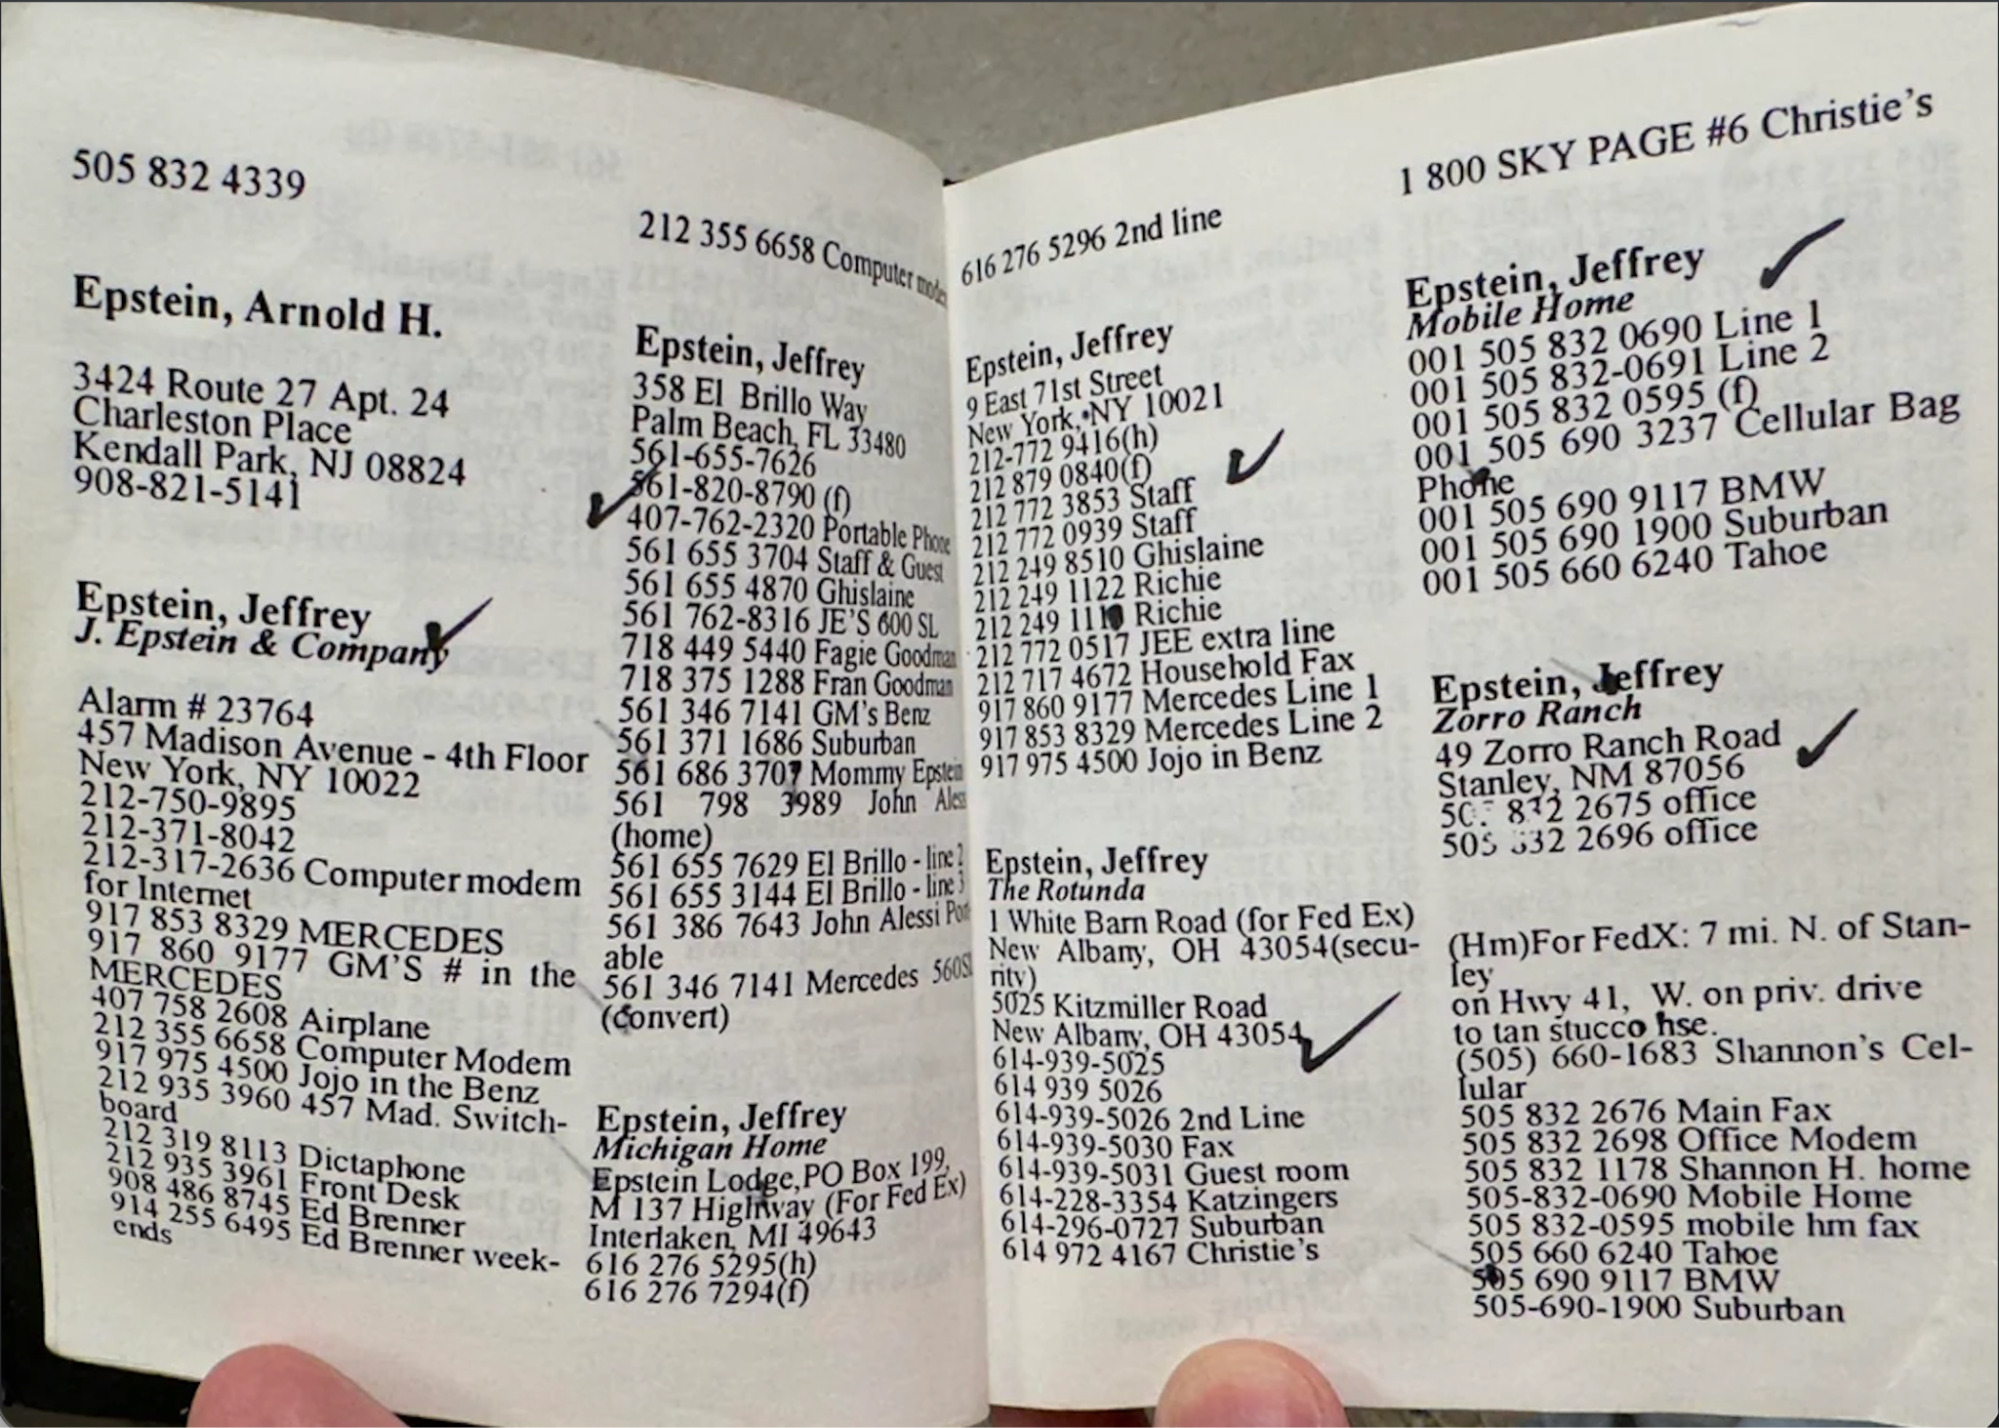 505 832 4339
Epstein, Arnold H.
3424 Route 27 Apt. 24
Charleston Place
Kendall Park, NJ 08824
908-821-5141
Epstein, Jeffrey
J. Epstein & Company
Alarm # 23764
457 Madison Avenue - 4th Floor
New York, NY 10022
212-750-9895
212-371-8042
212-317-2636 Computer modem
for Internet
917 853 8329 MERCEDES
917 860 9177 GM'S # in the
MERCEDES
407 758 2608 Airplane
212 355 6658 Computer Modem
917 975 4500 Jojo in the Benz
212 935 3960 457 Mad. Switch-
board
212 319 8113 Dictaphone
212 935 3961 Front Desk
908 486 8745 Ed Brenner
914 255 6495 Ed Brenner week-
ends
212 355 6658 Computer
Epstein, Jeffrey
358 El Brillo Way
Palm Beach, FL 33480
561-655-7626
561-820-8790 (f)
407-762-2320 Portable Phone
561 655 3704 Staff & Guest
561 655 4870 Ghislaine
561 762-8316 JE'S 600 SL
718 449 5440 Fagie Goodman
718 375 1288 Fran Goodman
561 346 7141 GM's Benz
561 371 1686 Suburban
561 686 3707 Mommy Epstein
561 798 3989 John
(home)
561 655 7629 El Brillo - line 2
561 655 3144 El Brillo - line 3
561 386 7643 John Alessi
able
561 346 7141 Mercedes
(convert)
Epstein, Jeffrey
Michigan Home
Epstein Lodge,PO Box 199,
M 137 Highway (For Fed Ex)
Interlaken, MI 49643
616 276 5295(h)
616 276 7294(f)
616 276 5296 2nd line
Epstein, Jeffrey
9 East 71st Street
New York, NY 10021
212-772 9416(h)
212 879 0840(f)
212 772 3853 Staff
212 772 0939 Staff
212 249 8510 Ghislaine
212 249 1122 Richie
212 249 Richie
212 772 0517 JEE extra line
212 717 4672 Household Fax
917 860 9177 Mercedes Line 1
917 853 8329 Mercedes Line 2
917 975 4500 Jojo in Benz
Epstein, Jeffrey
The Rotunda
1 White Barn Road (for Fed Ex)
New Albany, OH 43054(secu-
rity)
5025 Kitzmiller Road
New Albany, OH 43054
614-939-5025
614 939 5026
614-939-5026 2nd Line
614-939-5030 Fax
614-939-5031 Guest room
614-228-3354 Katzingers
614-296-0727 Suburban
614 972 4167 Christie's
1 800 SKY PAGE #6 Christie's
Epstein, Jeffrey
Mobile Home
001 505 832 0690 Line 1
001 505 832-0691 Line 2
001 505 832 0595 (f)
001 505 690 3237 Cellular Bag
Phone
001 505 690 9117 BMW
001 505 690 1900 Suburban
001 505 660 6240 Tahoe
Epstein, Jeffrey
Zorro Ranch
49 Zorro Ranch Road
Stanley, NM 87056
2675 office
2696 office
(Hm)For FedX: 7 mi. N. of Stan-
ley
on Hwy 41, W. on priv. drive
to tan stucco hse.
(505) 660-1683 Shannon's Cel-
lular
505 832 2676 Main Fax
505 832 2698 Office Modem
505 832 1178 Shannon H. home
505-832-0690 Mobile Home
505 832-0595 mobile hm fax
505 660 6240 Tahoe
505 690 9117 BMW
505-690-1900 Suburban